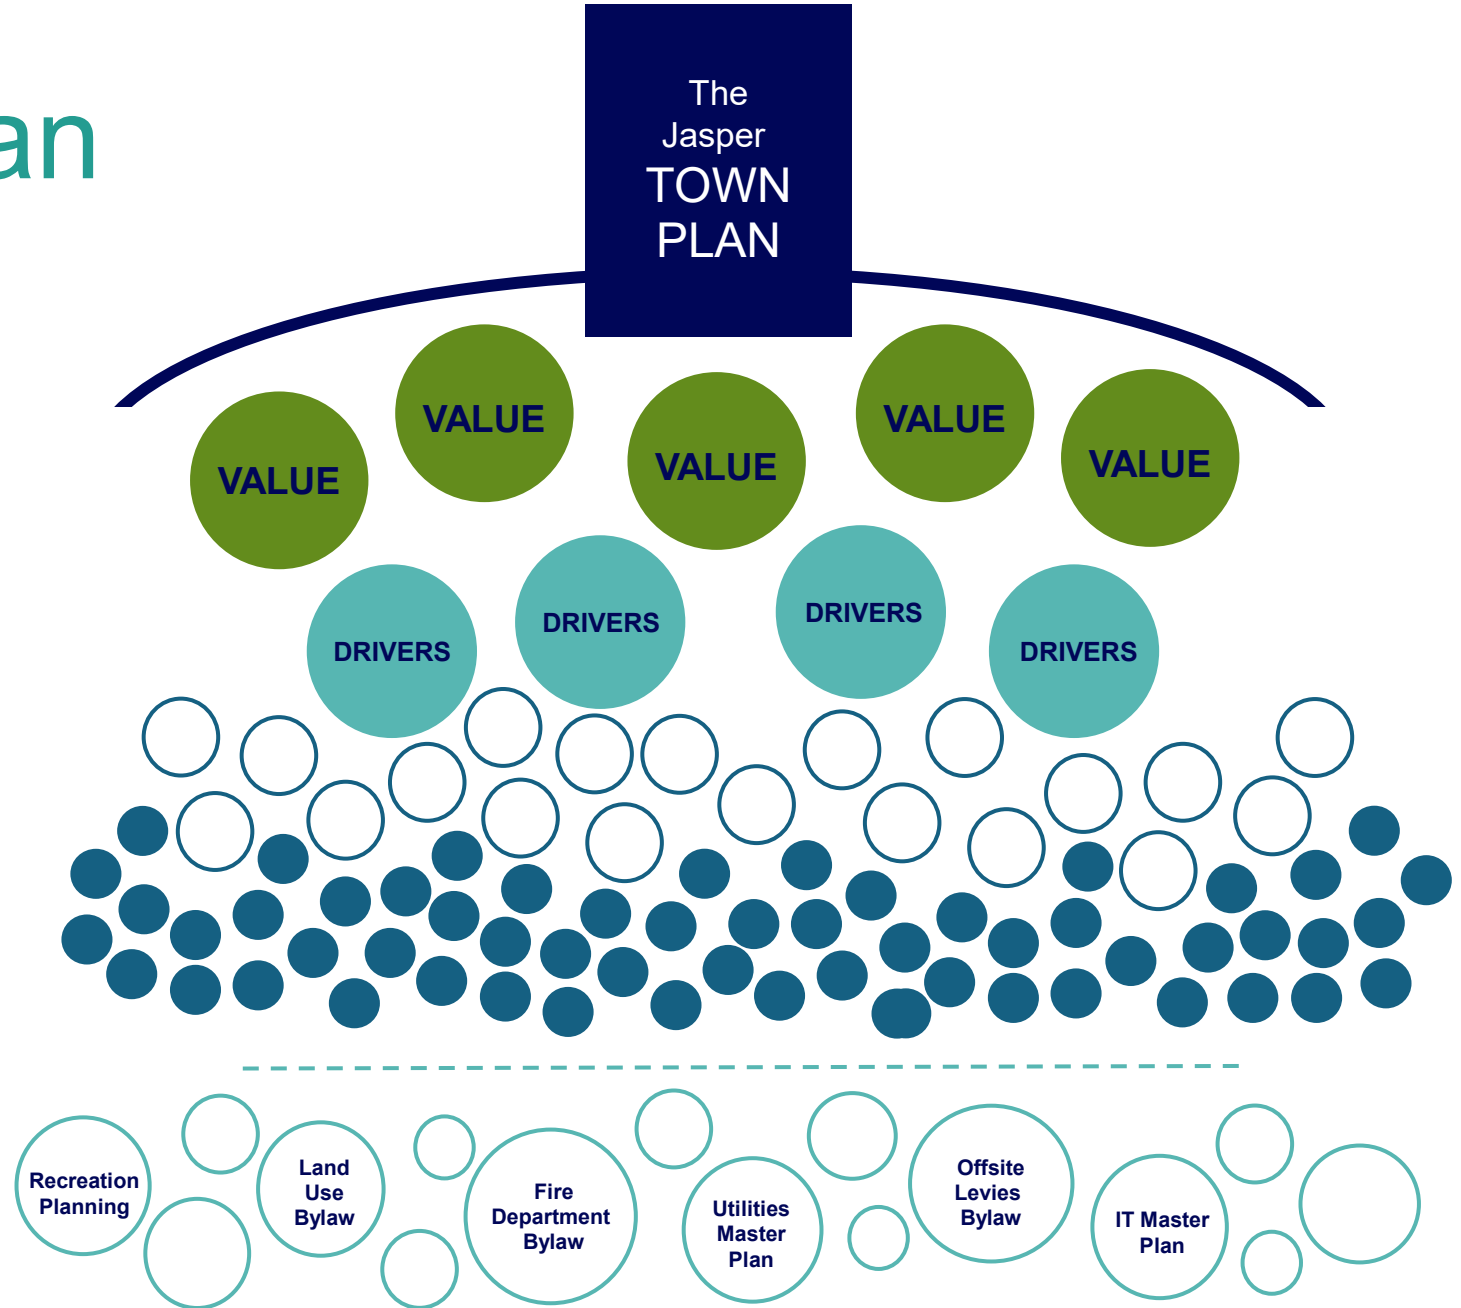 an
The
Jasper
TOWN
PLAN
VALUE
VALUE
VALUE
VALUE
VALUE
DRIVERS
DRIVERS
DRIVERS
DRIVERS
Recreation
Planning
Land
Use
Bylaw
Fire
Department
Bylaw
Utilities
Master
Plan
Offsite
Levies
Bylaw
IT Master
Plan